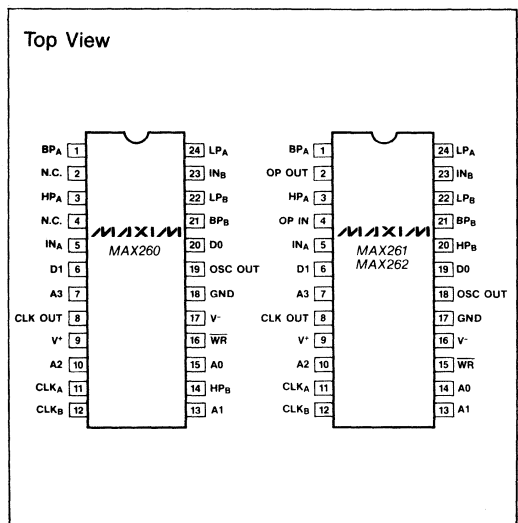 Top View
BPA 1 24 LPA BPA 1 24 LPA
N.C. 2 23 INB OP OUT 2 23 INB
HPA 3 22 LPB HPA 3 22 LPB
N.C. 4 21 BPB OP IN 4 21 BPB
INA 5 MAXIM MAX260 20 D0 INA 5 MAXIM MAX261 MAX262 20 HPB
D1 6 19 OSC OUT D1 6 19 D0
A3 7 18 GND A3 7 18 OSC OUT
CLK OUT 8 17 V- CLK OUT 8 17 GND
V+ 9 16 WR V+ 9 16 V-
A2 10 15 A0 A2 10 15 WR
CLKA 11 14 HPB CLKA 11 14 A0
CLKB 12 13 A1 CLKB 12 13 A1